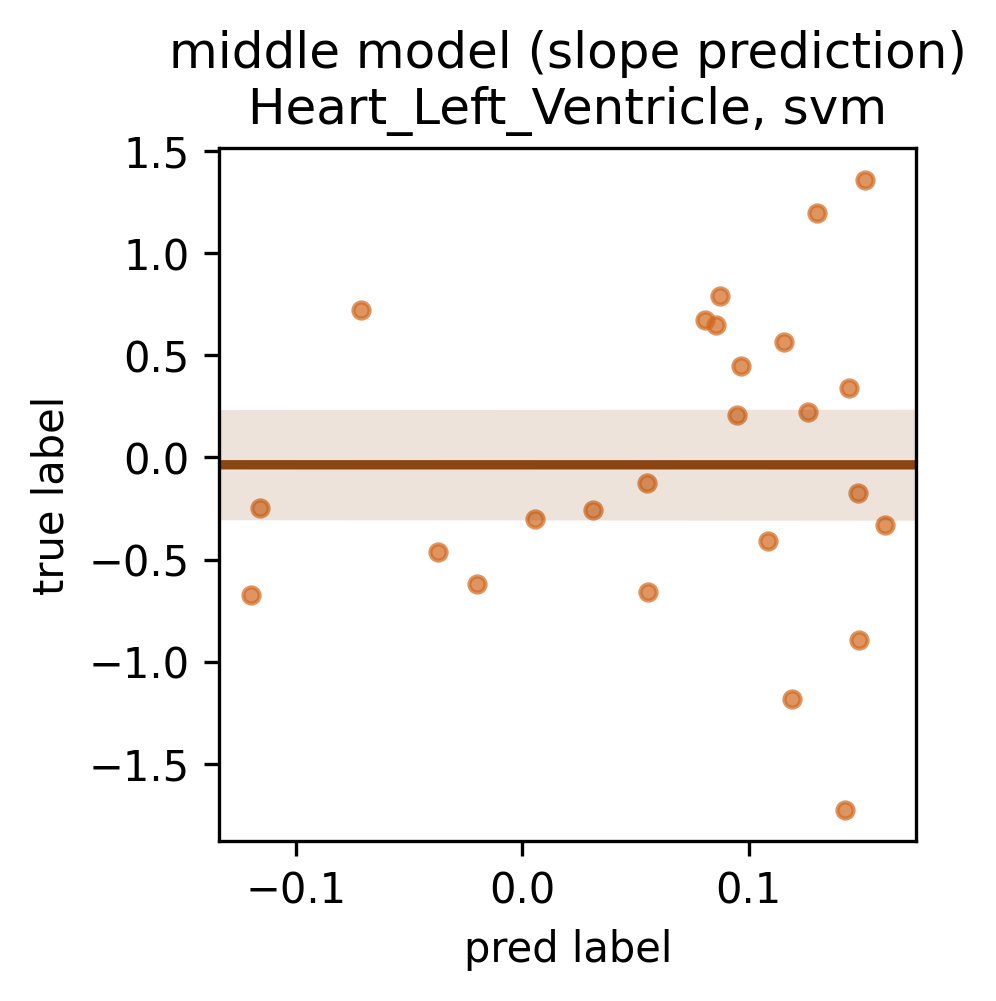 middle model (slope prediction)
Heart_Left_Ventricle, svm
1.5
1.0
0.5
0.0
−0.5
−1.0
−1.5
true label
−0.1
0.0
0.1
pred label